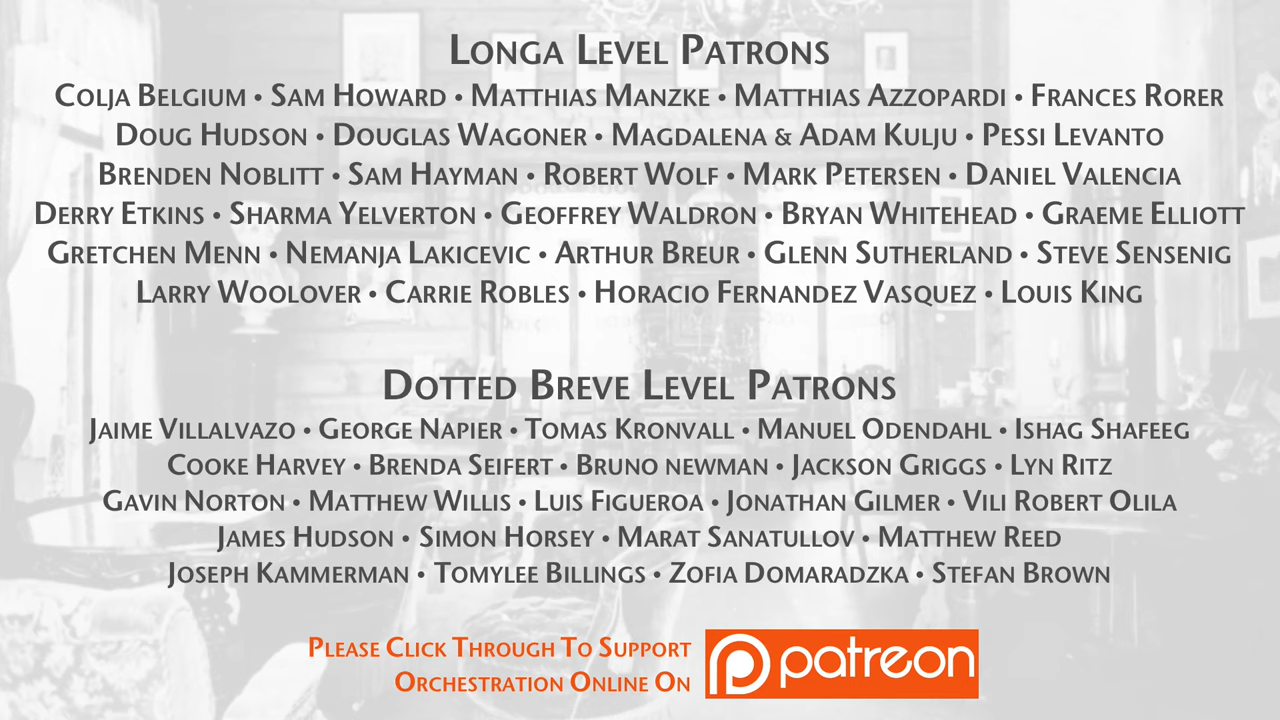 Longa Level Patrons
Colja Belgium • Sam Howard • Matthias Manzke • Matthias Azzopardi • Frances Rorer
Doug Hudson • Douglas Wagoner • Magdalena & Adam Kulju • Pessi Levanto
Brenden Noblitt • Sam Hayman • Robert Wolf • Mark Petersen • Daniel Valencia
Derry Etkins • Sharma Yelverton • Geoffrey Waldron • Bryan Whitehead • Graeme Elliott
Gretchen Menn • Nemanja Lakicevic • Arthur Breur • Glenn Sutherland • Steve Sensenig
Larry Woolover • Carrie Robles • Horacio Fernandez Vasquez • Louis King
Dotted Breve Level Patrons
Jaime Villalvazo • George Napier • Tomas Kronvall • Manuel Odendahl • Ishag Shafeeg
Cooke Harvey • Brenda Seifert • Bruno newman • Jackson Griggs • Lyn Ritz
Gavin Norton • Matthew Willis • Luis Figueroa • Jonathan Gilmer • Vili Robert Olila
James Hudson • Simon Horsey • Marat Sanatullov • Matthew Reed
Joseph Kammerman • Tomylee Billings • Zofia Domaradzka • Stefan Brown
Please Click Through To Support
Orchestration Online On
patreon